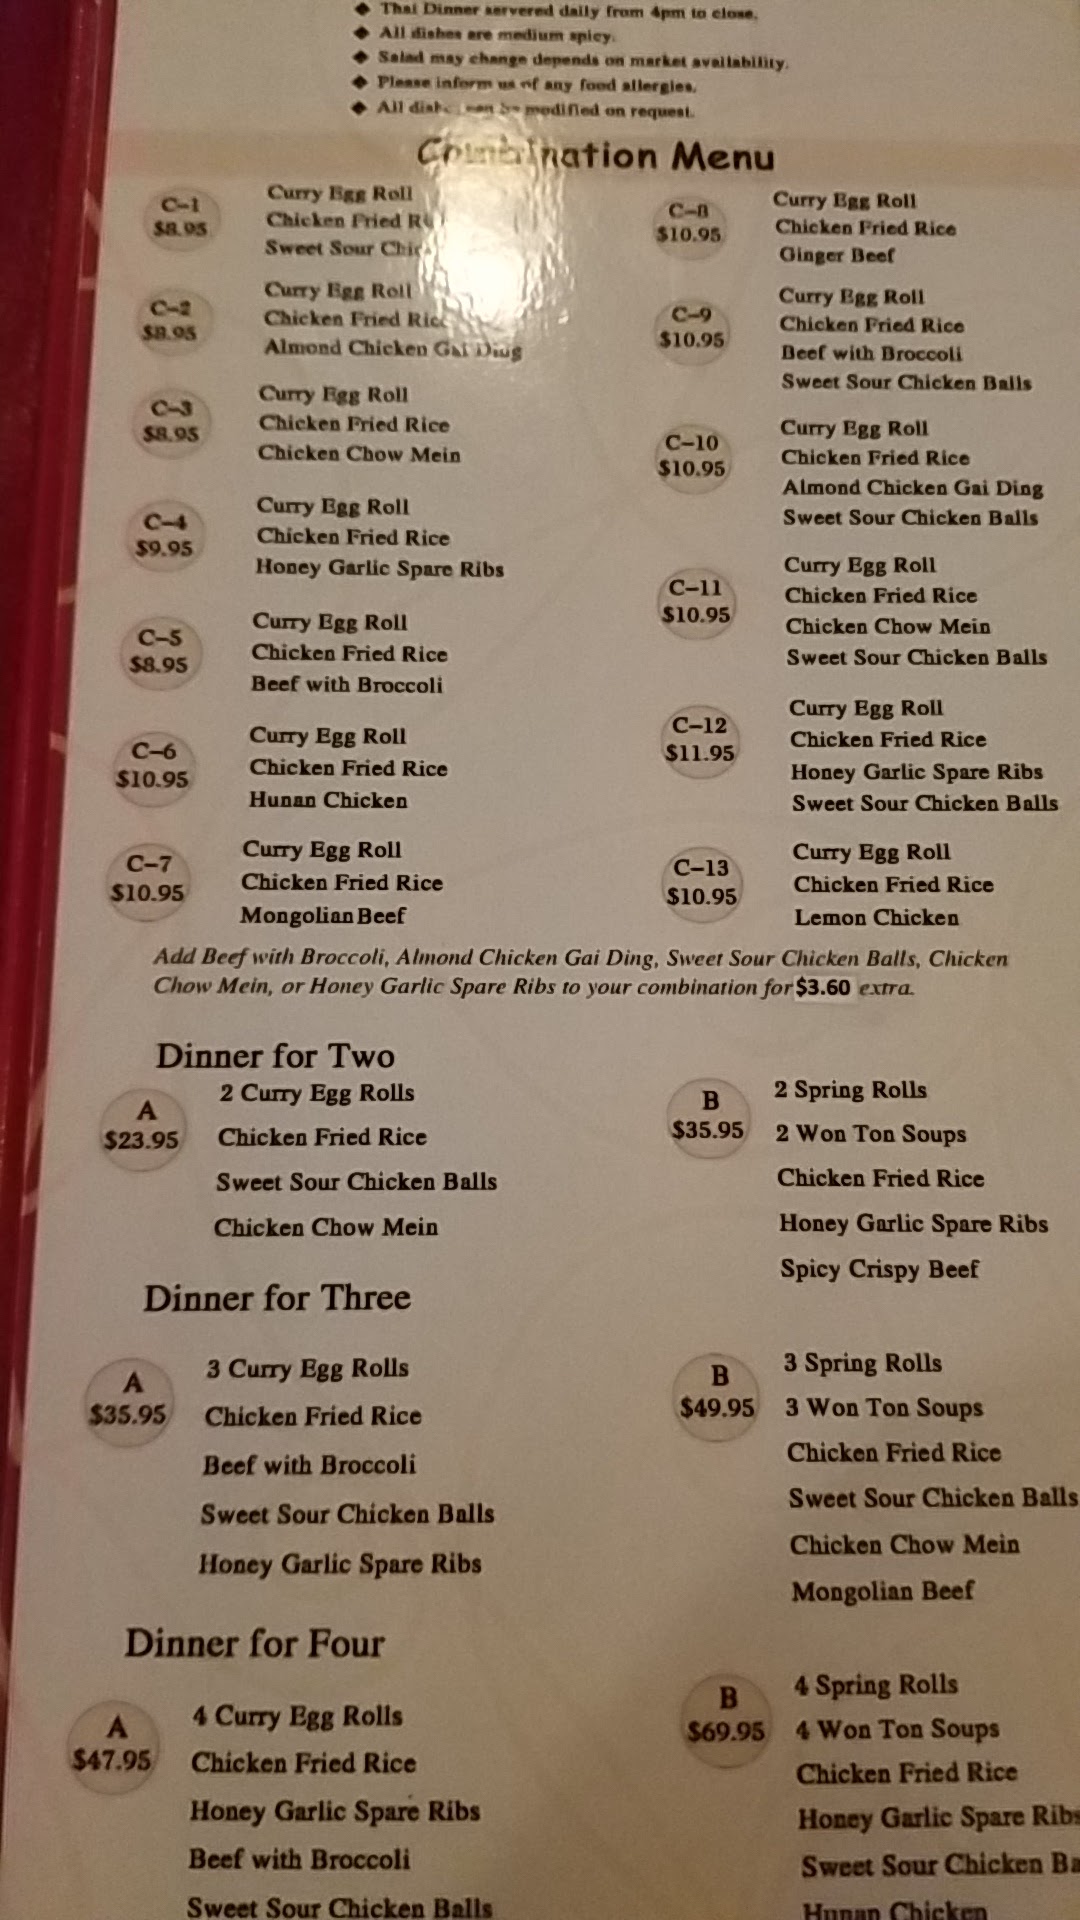 Thai Dinner servered daily from 4pm to close.
All dishes are medium spicy.
Salad may change depends on market availability.
Please inform us of any food allergies.
All modified on request.
Combination Menu
C-1
$8.95
Curry Egg Roll
Chicken Fried
Sweet Sour
C-2
$8.95
Curry Egg Roll
Chicken Fried
Almond Chicken Gai Ding
C-3
$8.95
Curry Egg Roll
Chicken Fried Rice
Chicken Chow Mein
C-4
$9.95
Curry Egg Roll
Chicken Fried Rice
Honey Garlic Spare Ribs
C-5
$8.95
Curry Egg Roll
Chicken Fried Rice
Beef with Broccoli
C-6
$10.95
Curry Egg Roll
Chicken Fried Rice
Hunan Chicken
C-7
$10.95
Curry Egg Roll
Chicken Fried Rice
Mongolian Beef
C-8
$10.95
Curry Egg Roll
Chicken Fried Rice
Ginger Beef
C-9
$10.95
Curry Egg Roll
Chicken Fried Rice
Beef with Broccoli
Sweet Sour Chicken Balls
C-10
$10.95
Curry Egg Roll
Chicken Fried Rice
Almond Chicken Gai Ding
Sweet Sour Chicken Balls
C-11
$10.95
Curry Egg Roll
Chicken Fried Rice
Chicken Chow Mein
Sweet Sour Chicken Balls
C-12
$11.95
Curry Egg Roll
Chicken Fried Rice
Honey Garlic Spare Ribs
Sweet Sour Chicken Balls
C-13
$10.95
Curry Egg Roll
Chicken Fried Rice
Lemon Chicken
Add Beef with Broccoli, Almond Chicken Gai Ding, Sweet Sour Chicken Balls, Chicken
Chow Mein, or Honey Garlic Spare Ribs to your combination for $3.60 extra.
Dinner for Two
A
$23.95
2 Curry Egg Rolls
Chicken Fried Rice
Sweet Sour Chicken Balls
Chicken Chow Mein
B
$35.95
2 Spring Rolls
2 Won Ton Soups
Chicken Fried Rice
Honey Garlic Spare Ribs
Spicy Crispy Beef
Dinner for Three
A
$35.95
3 Curry Egg Rolls
Chicken Fried Rice
Beef with Broccoli
Sweet Sour Chicken Balls
Honey Garlic Spare Ribs
B
$49.95
3 Spring Rolls
3 Won Ton Soups
Chicken Fried Rice
Sweet Sour Chicken Balls
Chicken Chow Mein
Mongolian Beef
Dinner for Four
A
$47.95
4 Curry Egg Rolls
Chicken Fried Rice
Honey Garlic Spare Ribs
Beef with Broccoli
Sweet Sour Chicken Balls
B
$69.95
4 Spring Rolls
4 Won Ton Soups
Chicken Fried Rice
Honey Garlic Spare Ribs
Sweet Sour Chicken Ba
Hunan Chicken